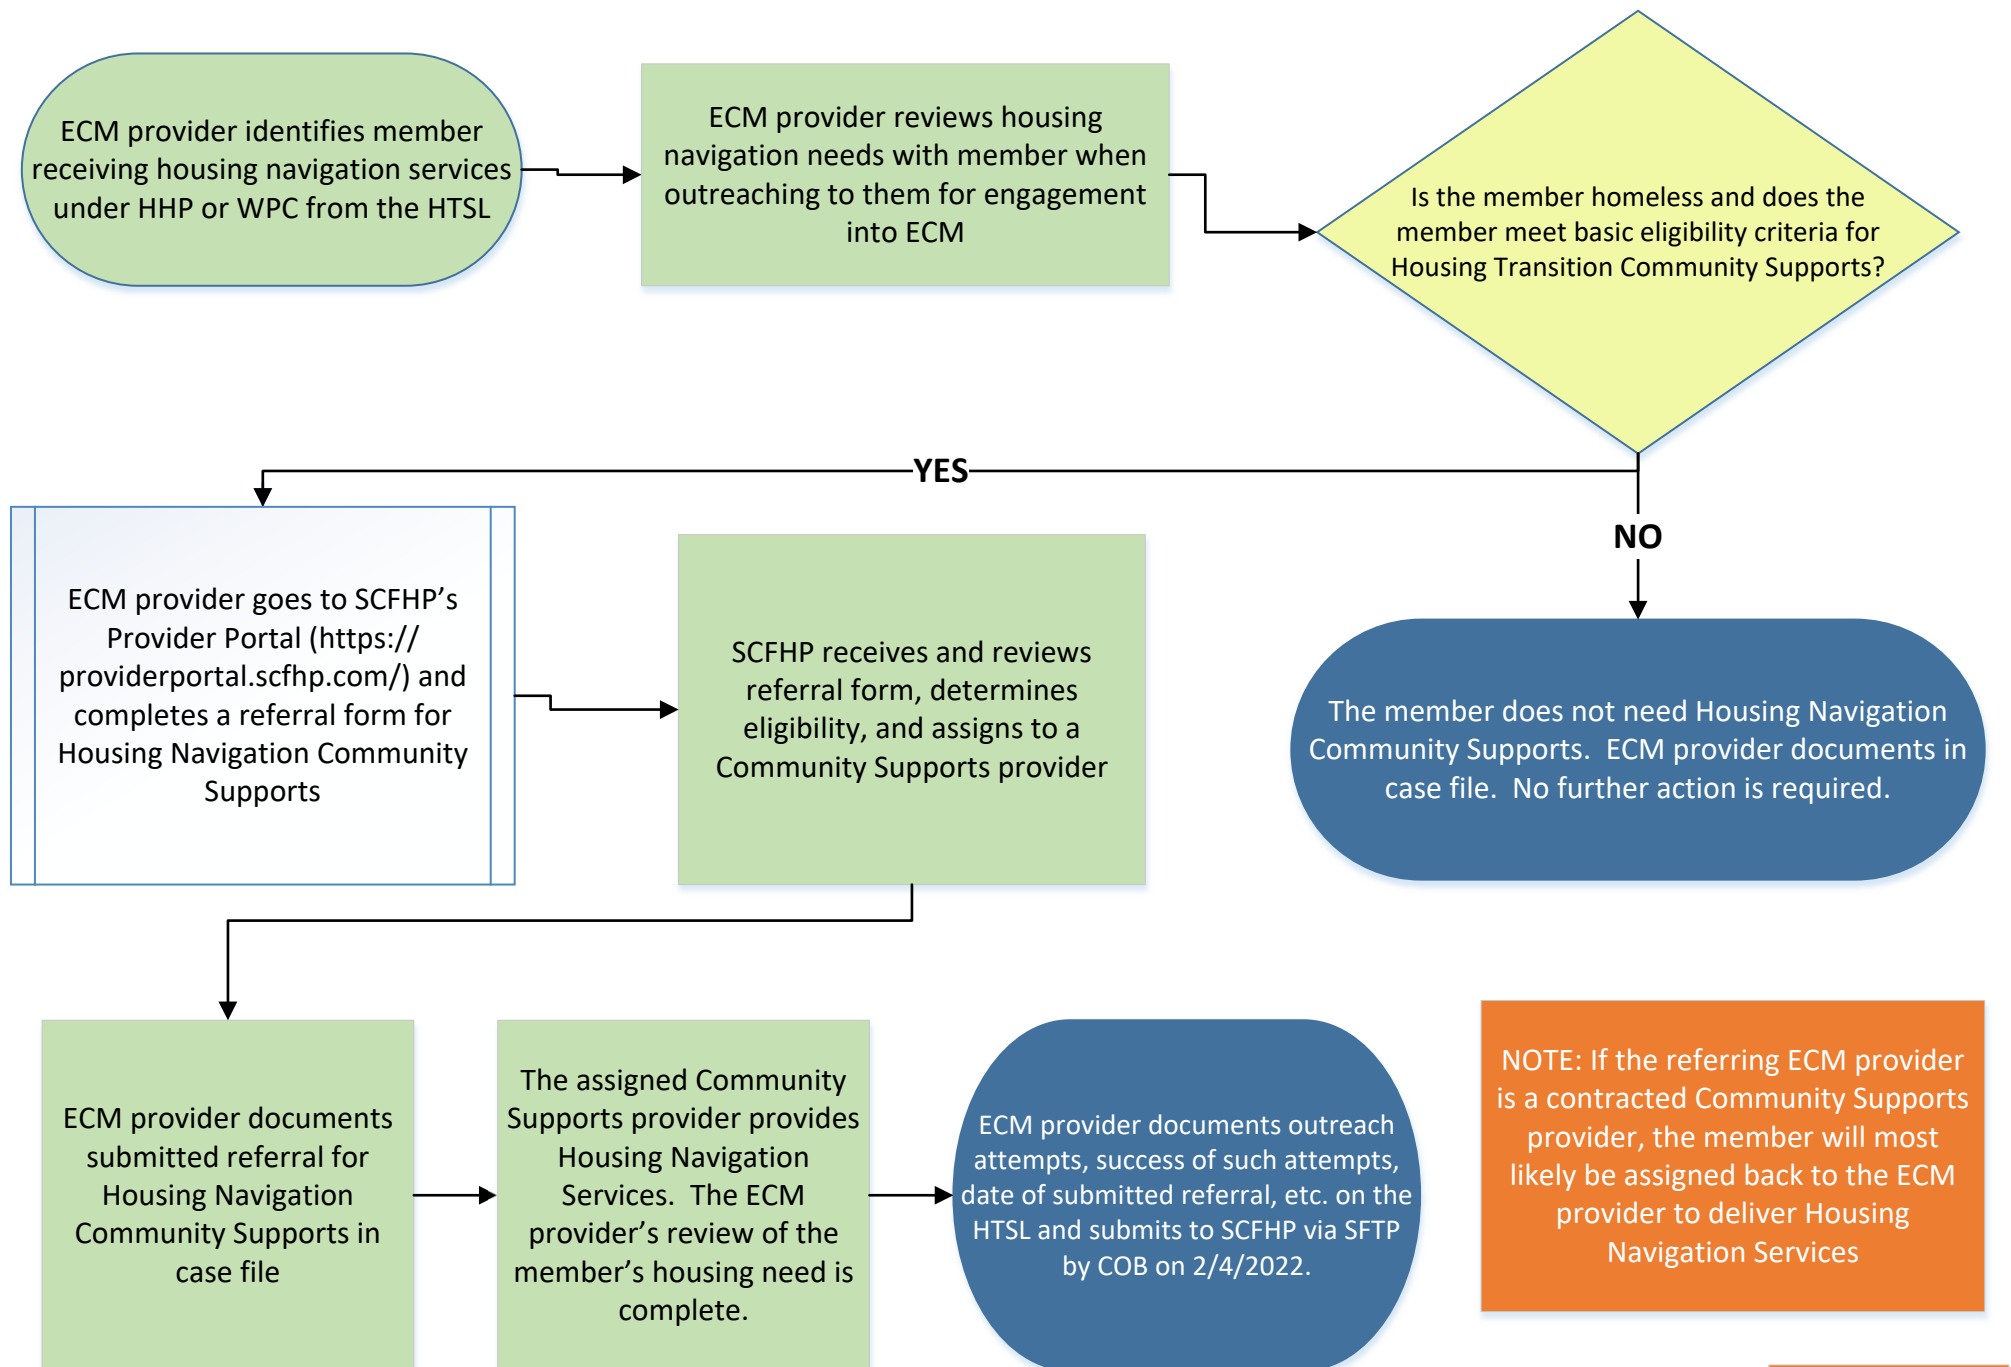 ECM provider identifies member
receiving housing navigation services
under HHP or WPC from the HTSL
ECM provider reviews housing
navigation needs with member when
outreaching to them for engagement
into ECM
Is the member homeless and does the
member meet basic eligibility criteria for
Housing Transition Community Supports?
YES
NO
ECM provider goes to SCFHP’s
Provider Portal (https://
providerportal.scfhp.com/) and
completes a referral form for
Housing Navigation Community
Supports
SCFHP receives and reviews
referral form, determines
eligibility, and assigns to a
Community Supports provider
The member does not need Housing Navigation
Community Supports.  ECM provider documents in
case file.  No further action is required.
ECM provider documents
submitted referral for
Housing Navigation
Community Supports in
case file
The assigned Community
Supports provider provides
Housing Navigation
Services.  The ECM
provider’s review of the
member’s housing need is
complete.
ECM provider documents outreach
attempts, success of such attempts,
date of submitted referral, etc. on the
HTSL and submits to SCFHP via SFTP
by COB on 2/4/2022.
NOTE: If the referring ECM provider
is a contracted Community Supports
provider, the member will most
likely be assigned back to the ECM
provider to deliver Housing
Navigation Services